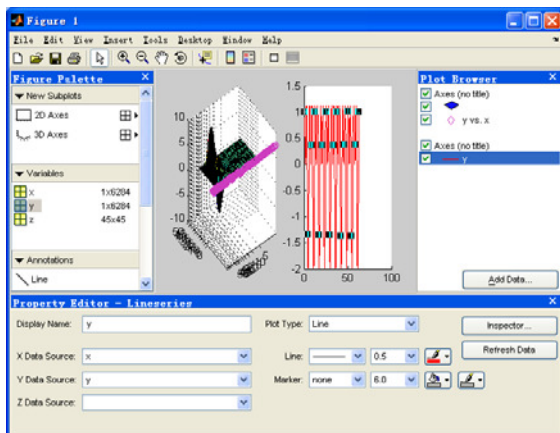 Figure 1
File Edit View Insert Tools Desktop Window Help
Figure Palette
New Subplots
2D Axes
3D Axes
Variables
x 1x6284
y 1x6284
z 45x45
Annotations
Line
10
5
0
-5
-10
5
1.5
1
0.5
0
-0.5
-1
-1.5
-2
0 50 100
Plot Browser
Axes (no title)
y vs. x
Axes (no title)
y
Add Data...
Property Editor - Lineseries
Display Name: y
Plot Type: Line
Inspector...
X Data Source: x
Line: 0.5
Refresh Data
Y Data Source: y
Marker: none 6.0
Z Data Source: